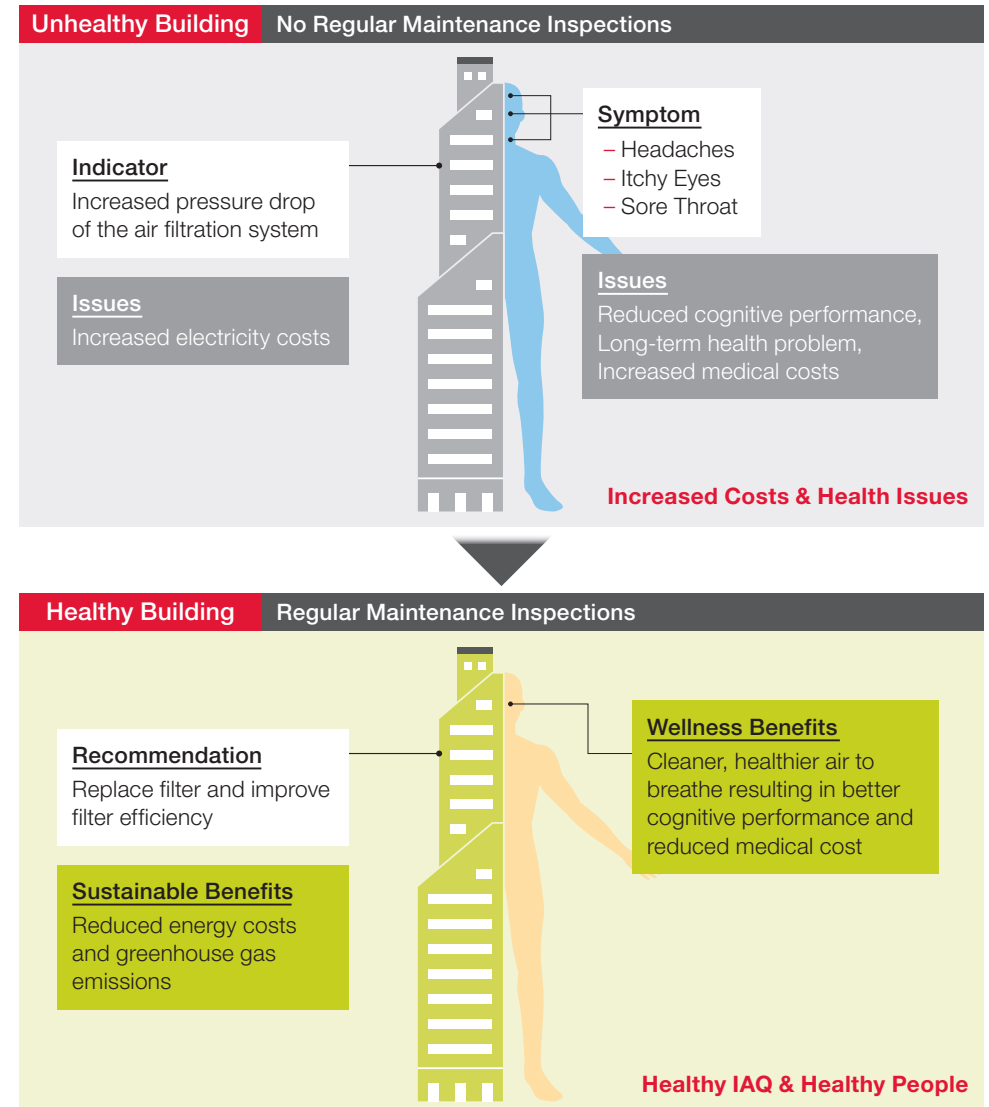 Unhealthy Building
No Regular Maintenance Inspections
Indicator
Increased pressure drop
of the air filtration system
Issues
Increased electricity costs
Symptom
– Headaches
– Itchy Eyes
– Sore Throat
Issues
Reduced cognitive performance,
Long-term health problem,
Increased medical costs
Increased Costs & Health Issues
Healthy Building
Regular Maintenance Inspections
Recommendation
Replace filter and improve
filter efficiency
Sustainable Benefits
Reduced energy costs
and greenhouse gas
emissions
Wellness Benefits
Cleaner, healthier air to
breathe resulting in better
cognitive performance and
reduced medical cost
Healthy IAQ & Healthy People